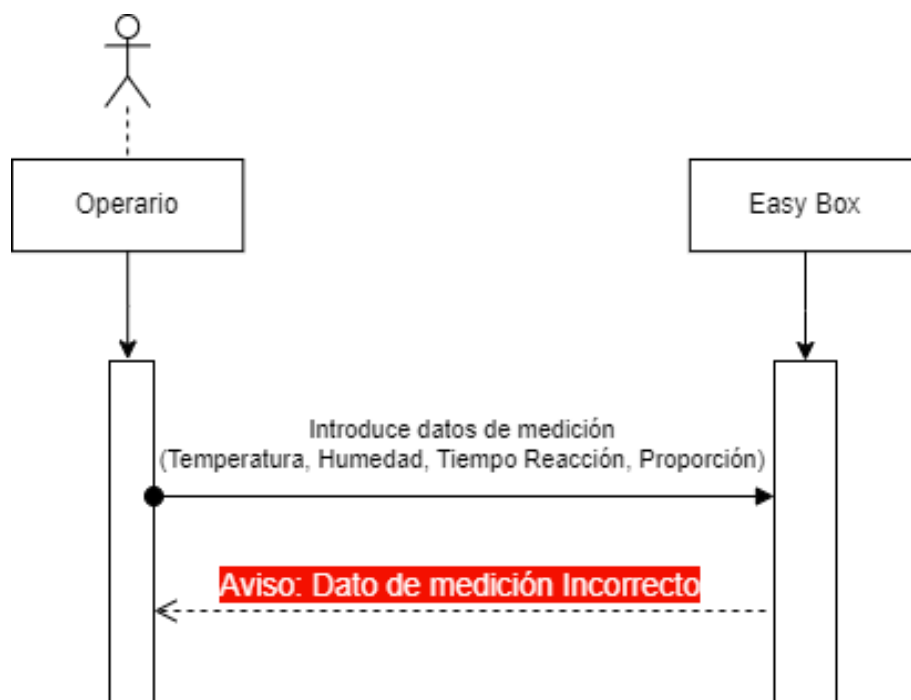 Operario
Easy Box
Introduce datos de medición
(Temperatura, Humedad, Tiempo Reacción, Proporción)
Aviso: Dato de medición Incorrecto